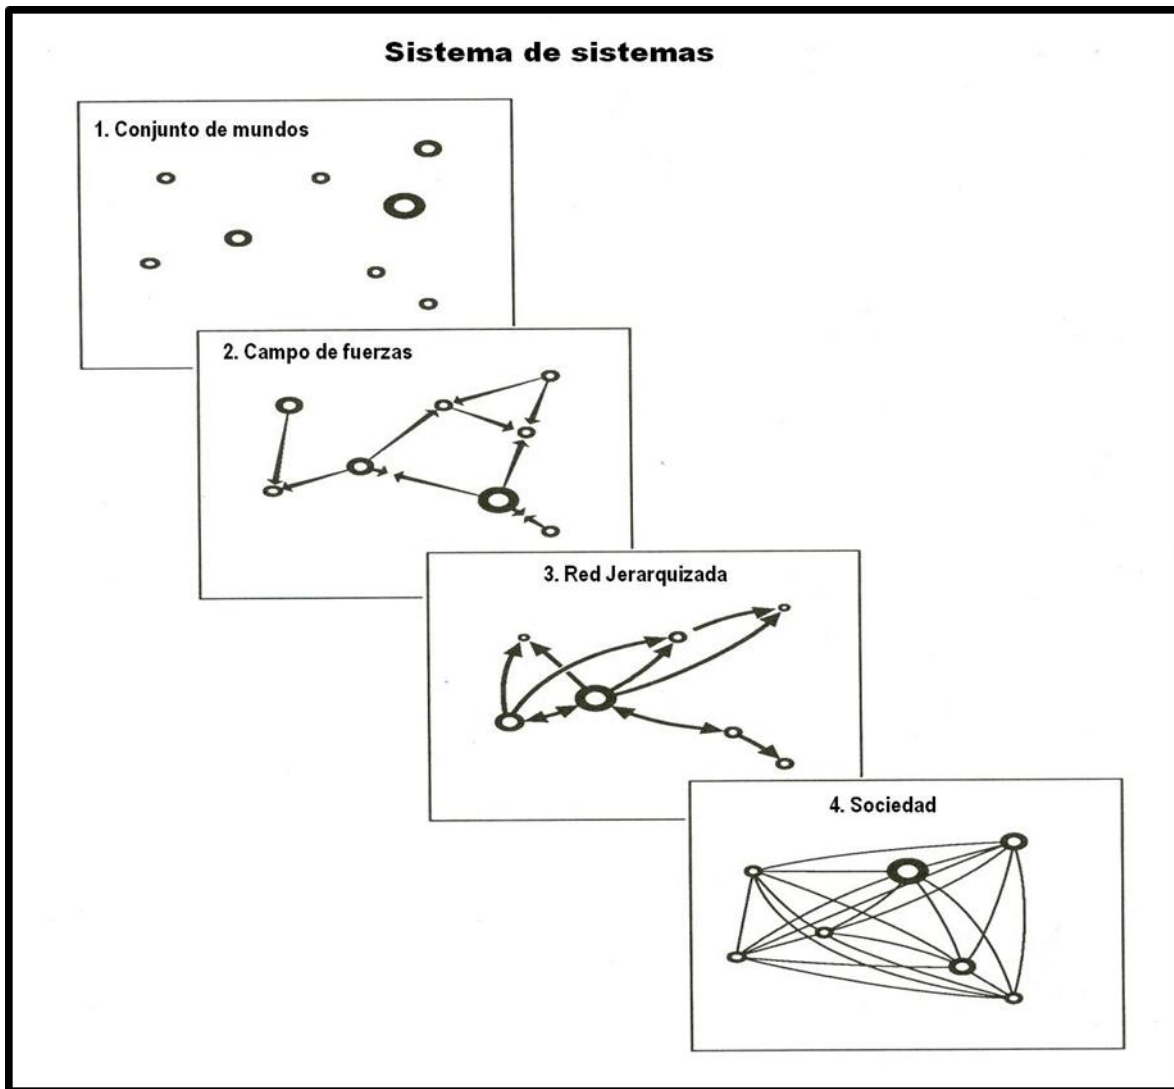 Sistema de sistemas
1. Conjunto de mundos
2. Campo de fuerzas
3. Red Jerarquizada
4. Sociedad